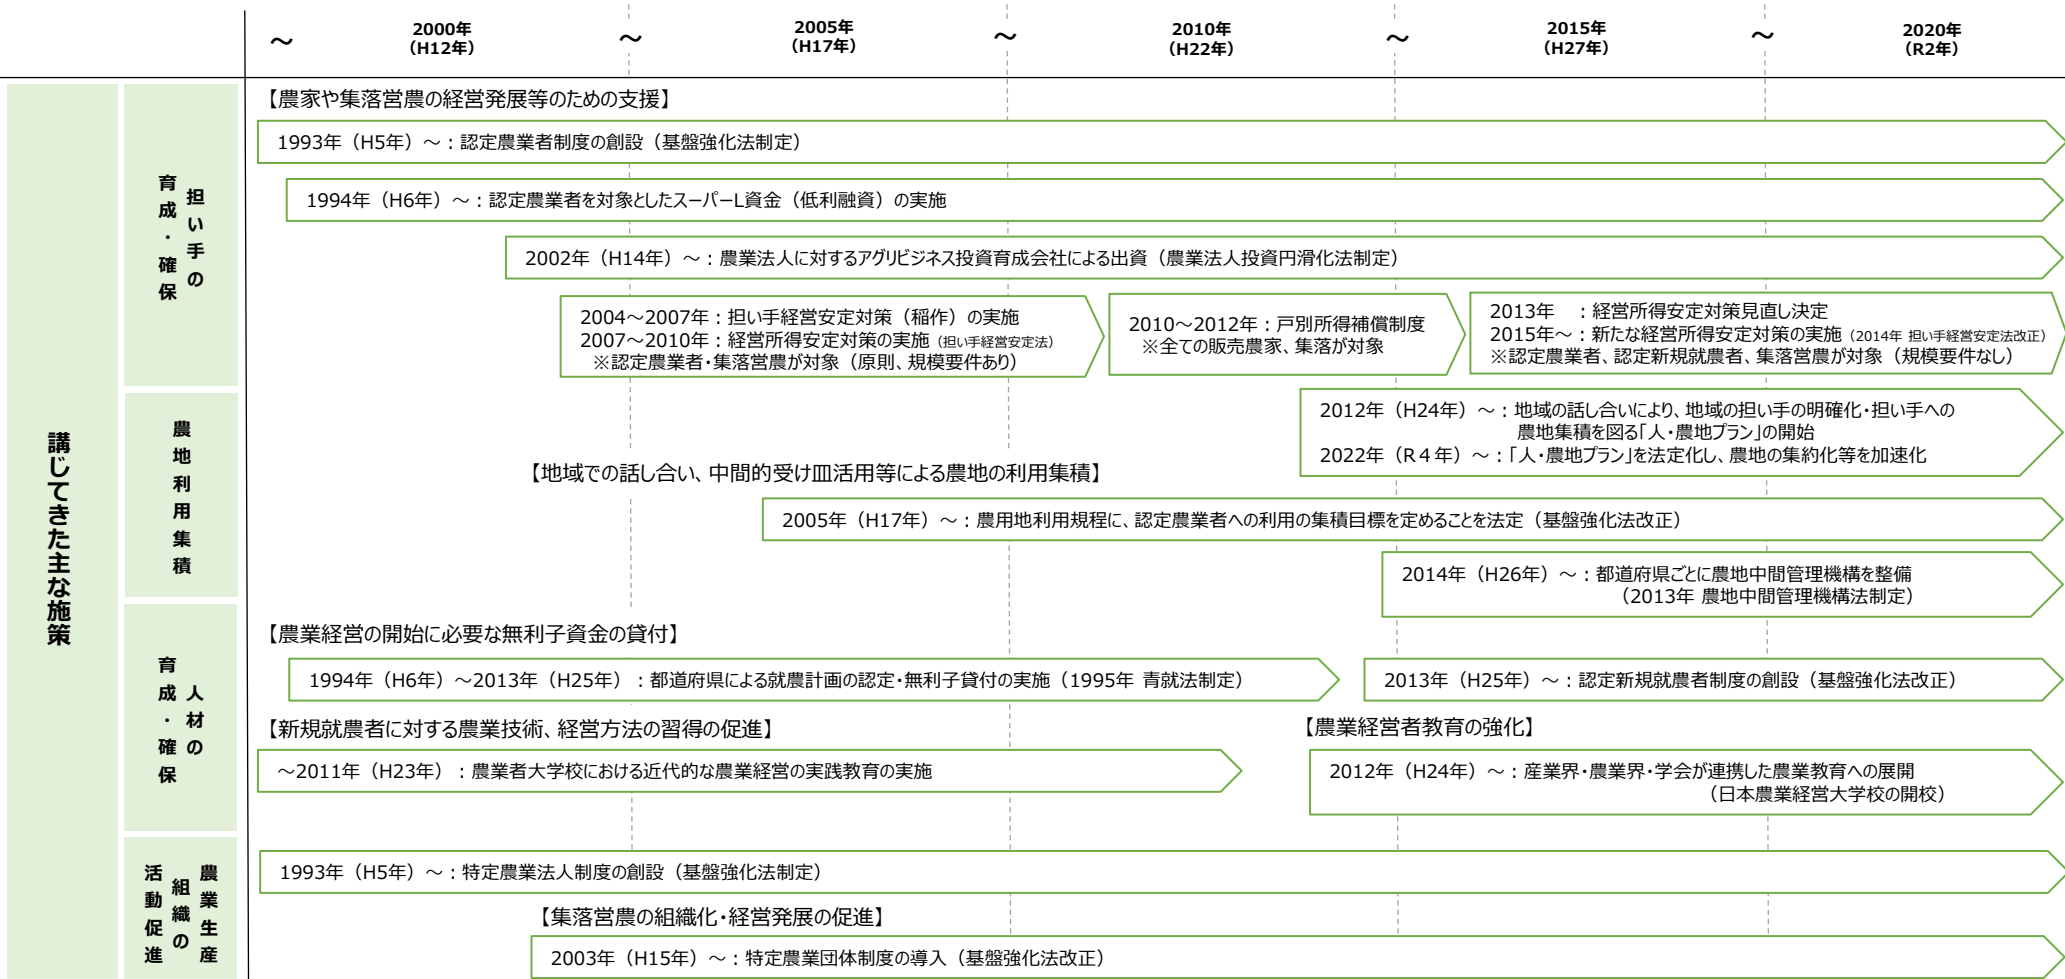 ～
2000年
（H12年）
～
2005年
（H17年）
～
2010年
（H22年）
～
2015年
（H27年）
～
2020年
（R2年）
講じてきた主な施策
担い手の
育成・確保
【農家や集落営農の経営発展等のための支援】
1993年（H5年）～：認定農業者制度の創設（基盤強化法制定）
1994年（H6年）～：認定農業者を対象としたスーパーL資金（低利融資）の実施
2002年（H14年）～：農業法人に対するアグリビジネス投資育成会社による出資（農業法人投資円滑化法制定）
2004～2007年：担い手経営安定対策（稲作）の実施
2007～2010年：経営所得安定対策の実施（担い手経営安定法）
※認定農業者・集落営農が対象（原則、規模要件あり）
2010～2012年：戸別所得補償制度
※全ての販売農家、集落が対象
2013年　：経営所得安定対策見直し決定
2015年～：新たな経営所得安定対策の実施（2014年 担い手経営安定法改正）
※認定農業者、認定新規就農者、集落営農が対象（規模要件なし）
農地利用集積
2012年（H24年）～：地域の話し合いにより、地域の担い手の明確化・担い手への
農地集積を図る「人・農地プラン」の開始
2022年（R４年）～：「人・農地プラン」を法定化し、農地の集約化等を加速化
【地域での話し合い、中間的受け皿活用等による農地の利用集積】
2005年（H17年）～：農用地利用規程に、認定農業者への利用の集積目標を定めることを法定（基盤強化法改正）
2014年（H26年）～：都道府県ごとに農地中間管理機構を整備
（2013年 農地中間管理機構法制定）
人材の
育成・確保
【農業経営の開始に必要な無利子資金の貸付】
1994年（H6年）～2013年（H25年）：都道府県による就農計画の認定・無利子貸付の実施（1995年 青就法制定）
2013年（H25年）～：認定新規就農者制度の創設（基盤強化法改正）
【新規就農者に対する農業技術、経営方法の習得の促進】
【農業経営者教育の強化】
～2011年（H23年）：農業者大学校における近代的な農業経営の実践教育の実施
2012年（H24年）～：産業界・農業界・学会が連携した農業教育への展開
（日本農業経営大学校の開校）
農業生産
組織の
活動促進
1993年（H5年）～：特定農業法人制度の創設（基盤強化法制定）
【集落営農の組織化・経営発展の促進】
2003年（H15年）～：特定農業団体制度の導入（基盤強化法改正）